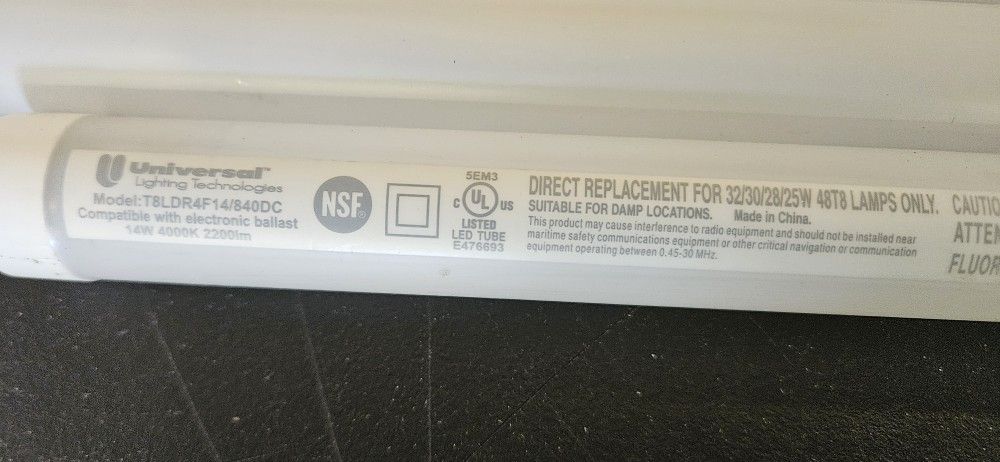 Universal™
Lighting Technologies
Model:T8LDR4F14/840DC
Compatible with electronic ballast
14W 4000K 2200lm
NSF
5EM3
c UL us
LISTED
LED TUBE
E476693
DIRECT REPLACEMENT FOR 32/30/28/25W 48T8 LAMPS ONLY.
SUITABLE FOR DAMP LOCATIONS. Made in China.
This product may cause interference to radio equipment and should not be installed near
maritime safety communications equipment or other critical navigation or communication
equipment operating between 0.45-30 MHz.
CAUTIO
ATTEN
FLUOR